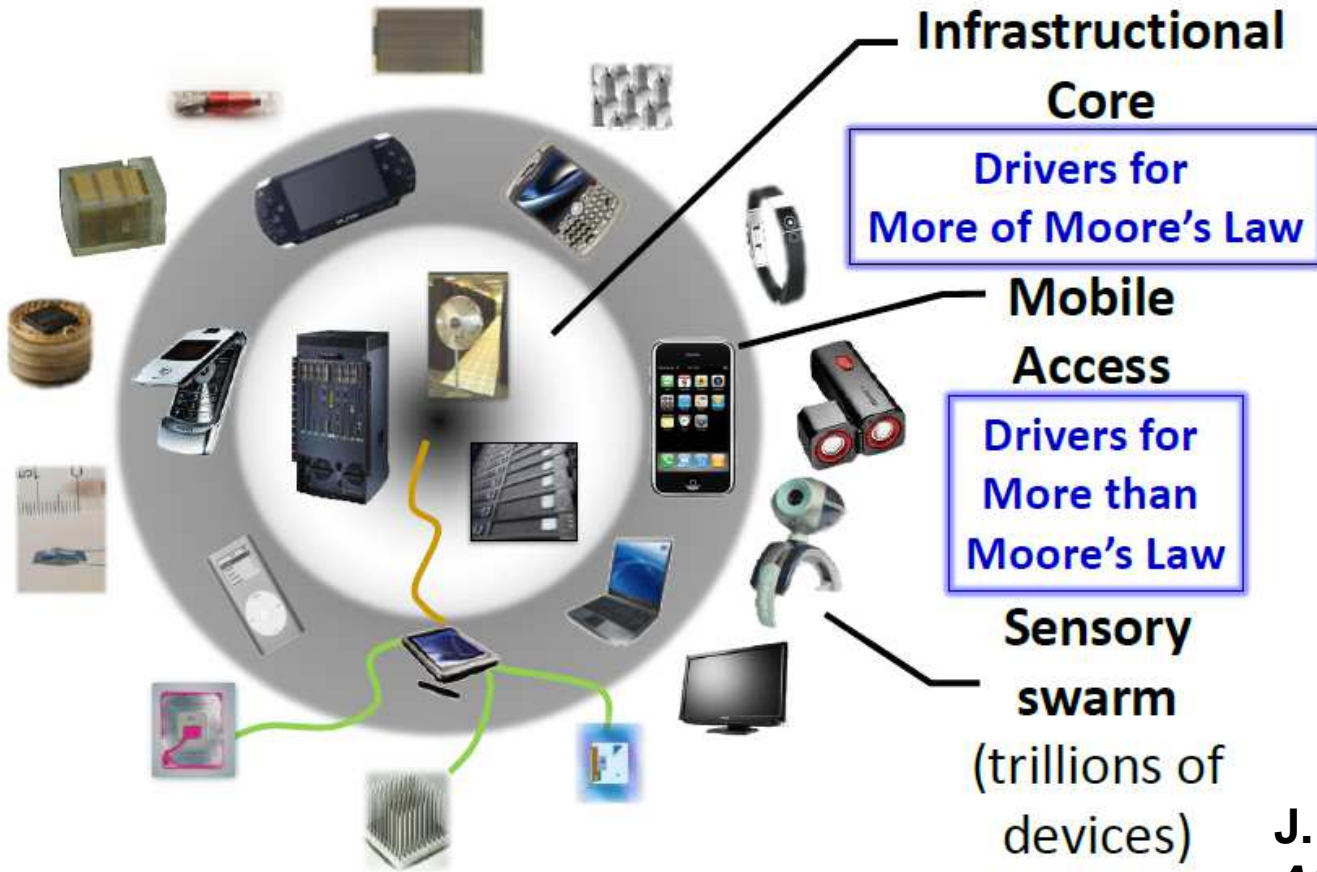 Infrastructional
Core
Drivers for
More of Moore's Law
Mobile
Access
Drivers for
More than
Moore's Law
Sensory
swarm
(trillions of
devices)
J.